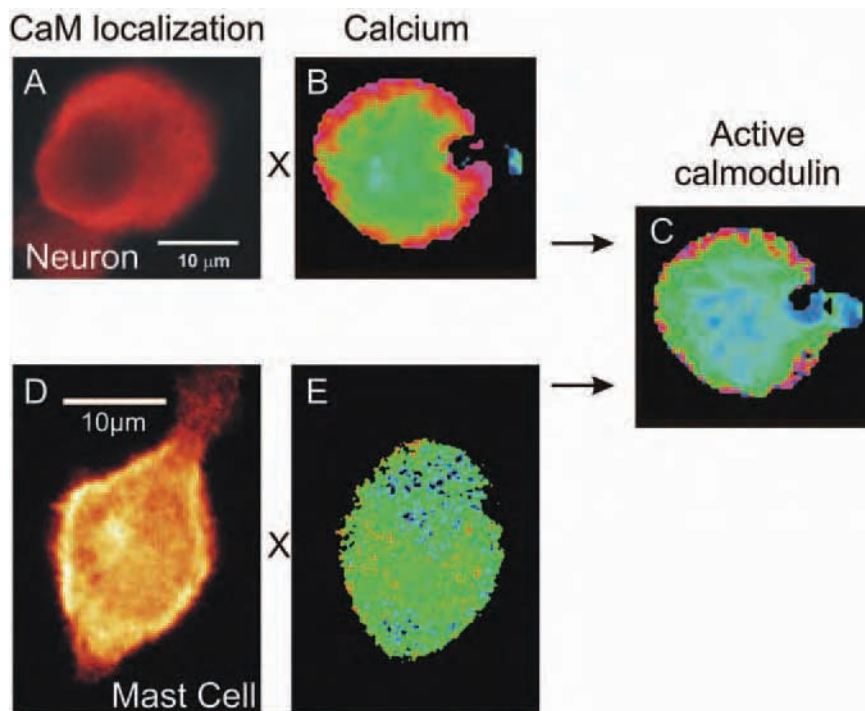 CaM localization
Calcium
A
B
X
Neuron
10 μm
Active
calmodulin
C
D
10μm
E
X
Mast Cell